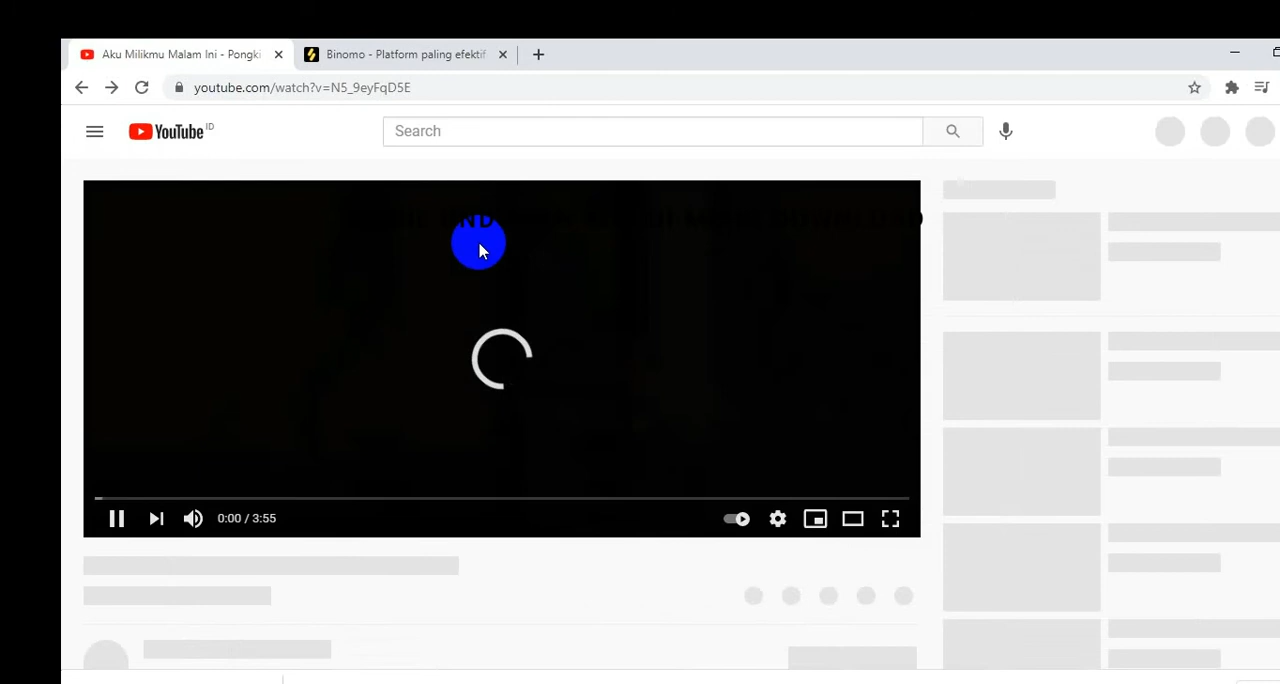 Aku Milikmu Malam Ini - Pongki
Binomo - Platform paling efektif
youtube.com/watch?v=N5_9eyFqD5E
YouTube ID
Search
0:00 / 3:55